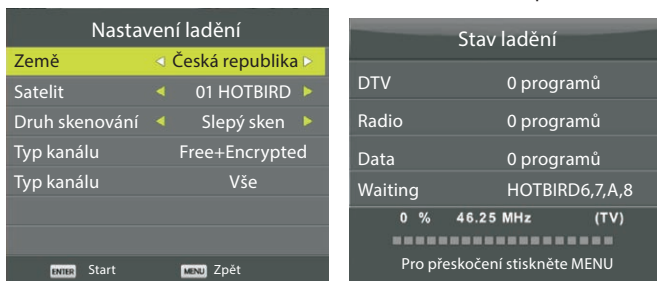 Nastavení ladění
Země Česká republika
Satelit 01 HOTBIRD
Druh skenování Slepý sken
Typ kanálu Free+Encrypted
Typ kanálu Vše
ENTER Start MENU Zpět
Stav ladění
DTV 0 programů
Radio 0 programů
Data 0 programů
Waiting HOTBIRD6,7,A,8
0 % 46.25 MHz (TV)
Pro přeskočení stiskněte MENU